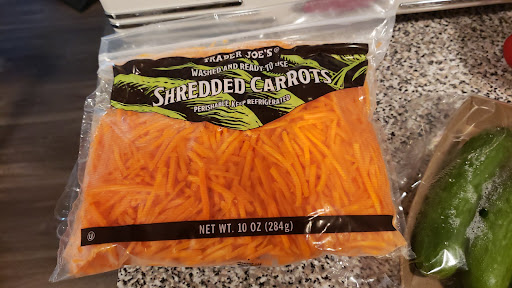 TRADER JOE'S®
WASHED AND READY TO USE
SHREDDED CARROTS
PERISHABLE/KEEP REFRIGERATED
NET WT. 10 OZ (284g)